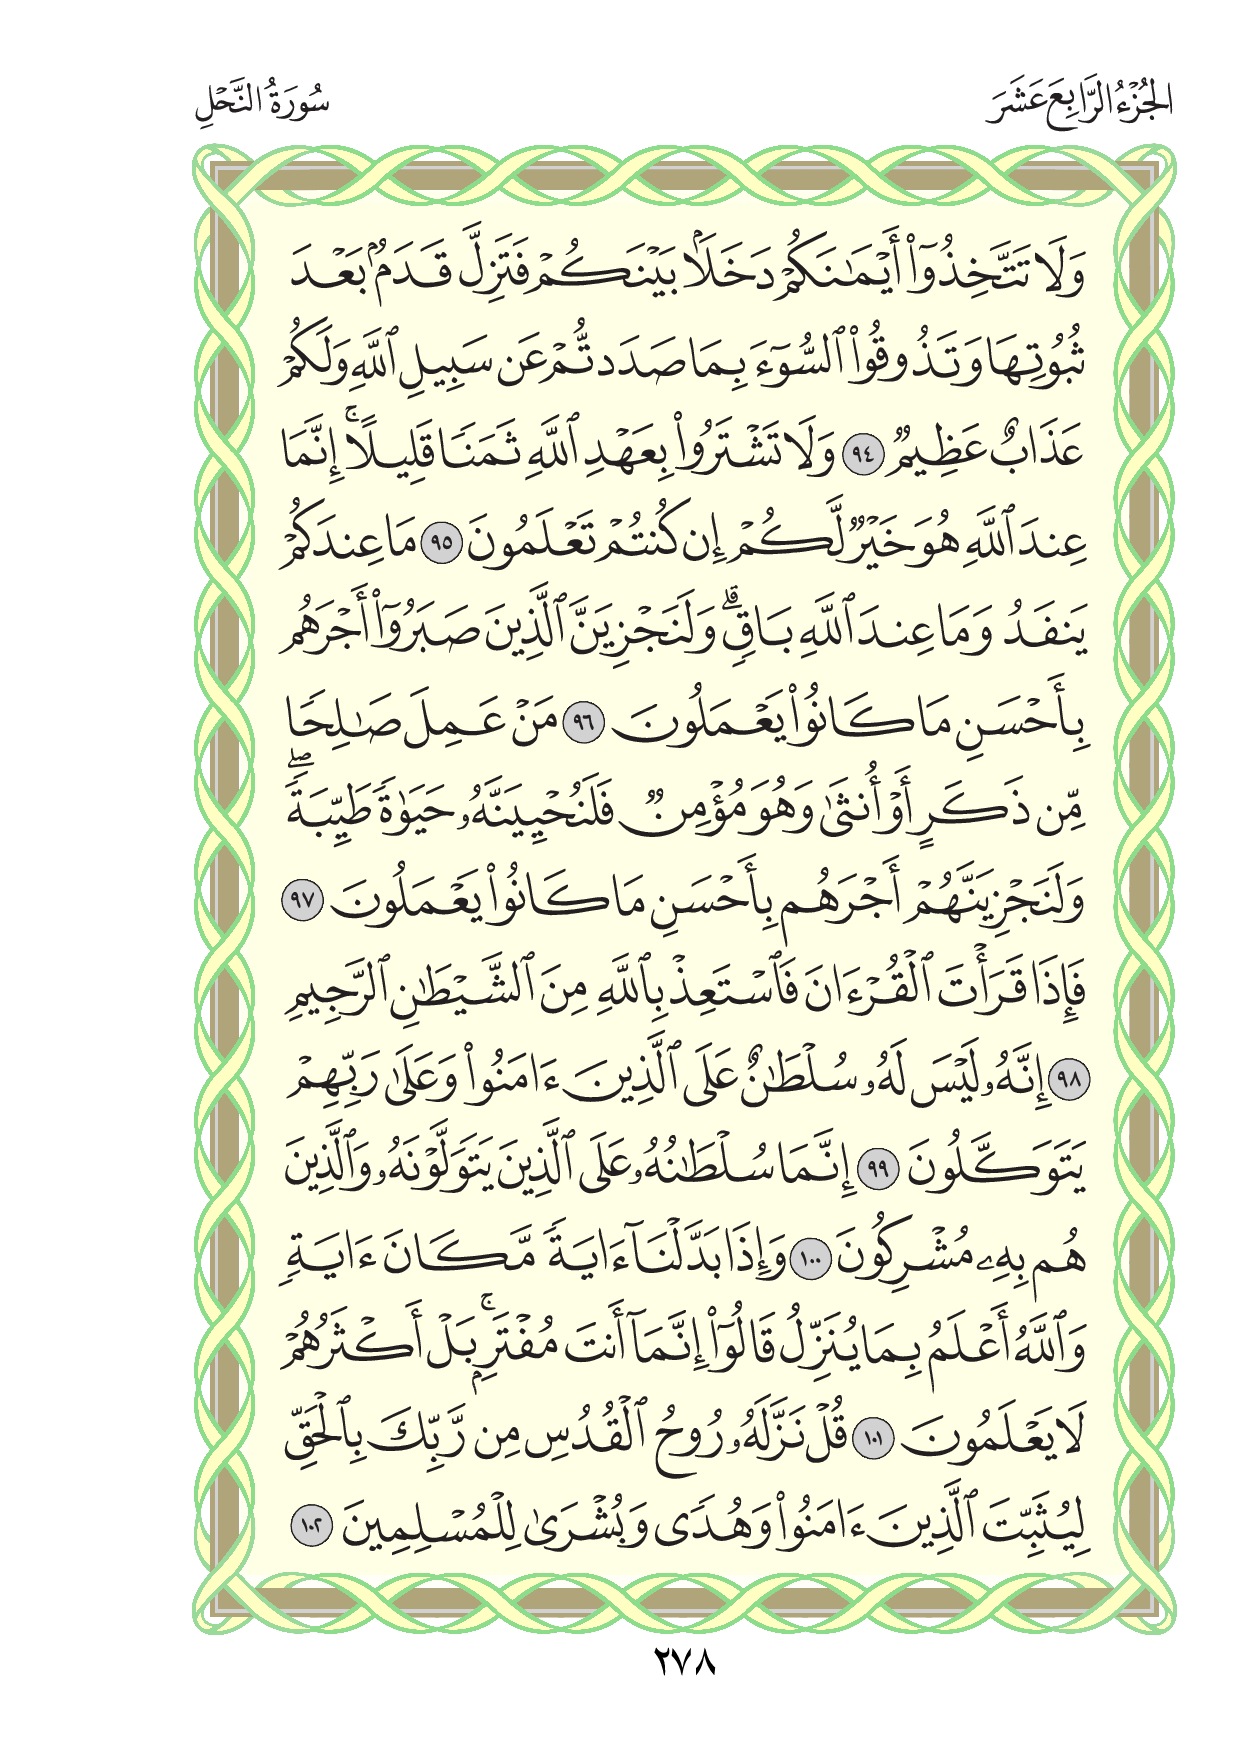 الجُزْءُ الرَّابِعَ عَشَرَ
سُورَةُ النَّحْلِ
وَلَا تَتَّخِذُوٓا۟ أَيْمَـٰنَكُمْ دَخَلًۢا بَيْنَكُمْ فَتَزِلَّ قَدَمٌۢ بَعْدَ
ثُبُوتِهَا وَتَذُوقُوا۟ ٱلسُّوٓءَ بِمَا صَدَدتُّمْ عَن سَبِيلِ ٱللَّهِ وَلَكُمْ
عَذَابٌ عَظِيمٌ ٩٤ وَلَا تَشْتَرُوا۟ بِعَهْدِ ٱللَّهِ ثَمَنًا قَلِيلًا ۚ إِنَّمَا
عِندَ ٱللَّهِ هُوَ خَيْرٌ لَّكُمْ إِن كُنتُمْ تَعْلَمُونَ ٩٥ مَا عِندَكُمْ
يَنفَدُ وَمَا عِندَ ٱللَّهِ بَاقٍ ۗ وَلَنَجْزِيَنَّ ٱلَّذِينَ صَبَرُوٓا۟ أَجْرَهُم
بِأَحْسَنِ مَا كَانُوا۟ يَعْمَلُونَ ٩٦ مَنْ عَمِلَ صَـٰلِحًا
مِّن ذَكَرٍ أَوْ أُنثَىٰ وَهُوَ مُؤْمِنٌ فَلَنُحْيِيَنَّهُۥ حَيَوٰةً طَيِّبَةً ۖ
وَلَنَجْزِيَنَّهُمْ أَجْرَهُم بِأَحْسَنِ مَا كَانُوا۟ يَعْمَلُونَ ٩٧
فَإِذَا قَرَأْتَ ٱلْقُرْءَانَ فَٱسْتَعِذْ بِٱللَّهِ مِنَ ٱلشَّيْطَـٰنِ ٱلرَّجِيمِ
٩٨ إِنَّهُۥ لَيْسَ لَهُۥ سُلْطَـٰنٌ عَلَى ٱلَّذِينَ ءَامَنُوا۟ وَعَلَىٰ رَبِّهِمْ
يَتَوَكَّلُونَ ٩٩ إِنَّمَا سُلْطَـٰنُهُۥ عَلَى ٱلَّذِينَ يَتَوَلَّوْنَهُۥ وَٱلَّذِينَ
هُم بِهِۦ مُشْرِكُونَ ١٠٠ وَإِذَا بَدَّلْنَآ ءَايَةً مَّكَانَ ءَايَةٍ
وَٱللَّهُ أَعْلَمُ بِمَا يُنَزِّلُ قَالُوٓا۟ إِنَّمَآ أَنتَ مُفْتَرٍۭ ۚ بَلْ أَكْثَرُهُمْ
لَا يَعْلَمُونَ ١٠١ قُلْ نَزَّلَهُۥ رُوحُ ٱلْقُدُسِ مِن رَّبِّكَ بِٱلْحَقِّ
لِيُثَبِّتَ ٱلَّذِينَ ءَامَنُوا۟ وَهُدًى وَبُشْرَىٰ لِلْمُسْلِمِينَ ١٠٢
٢٧٨